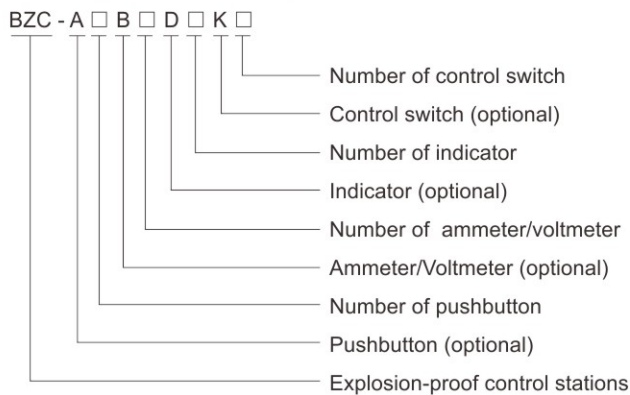 BZC - A □ B □ D □ K □
Number of control switch
Control switch (optional)
Number of indicator
Indicator (optional)
Number of ammeter/voltmeter
Ammeter/Voltmeter (optional)
Number of pushbutton
Pushbutton (optional)
Explosion-proof control stations